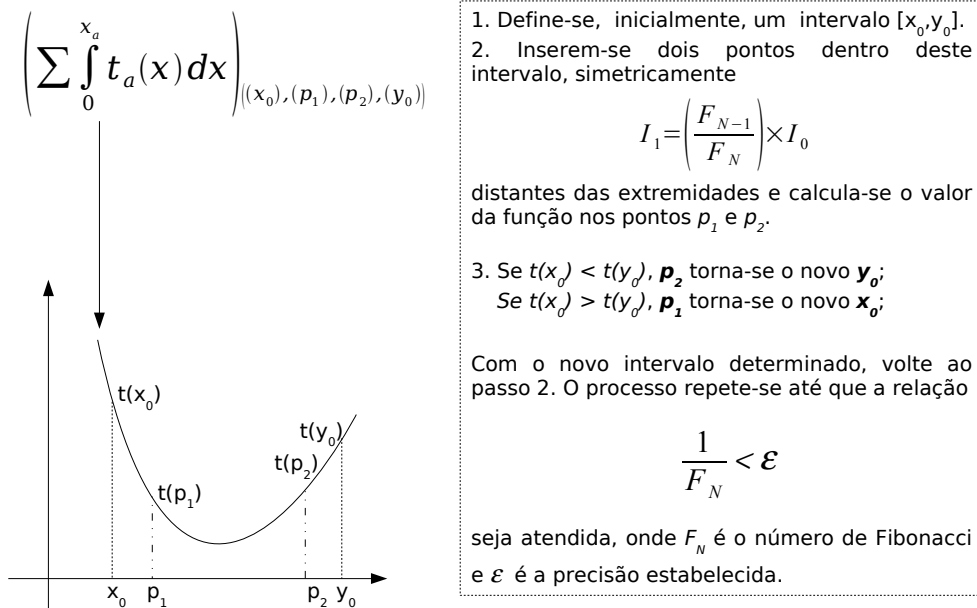 (∑ ∫₀^{xₐ} tₐ(x) dx)|((x₀),(p₁),(p₂),(y₀))|
t(x₀)
t(y₀)
t(p₂)
t(p₁)
x₀ p₁ p₂ y₀
1. Define-se, inicialmente, um intervalo [x₀,y₀].
2. Inserem-se dois pontos dentro deste
intervalo, simetricamente
I₁=(F_{N−1}/F_N)×I₀
distantes das extremidades e calcula-se o valor
da função nos pontos p₁ e p₂.
3. Se t(x₀) < t(y₀), p₂ torna-se o novo y₀;
Se t(x₀) > t(y₀), p₁ torna-se o novo x₀;
Com o novo intervalo determinado, volte ao
passo 2. O processo repete-se até que a relação
1/F_N < ε
seja atendida, onde F_N é o número de Fibonacci
e ε é a precisão estabelecida.